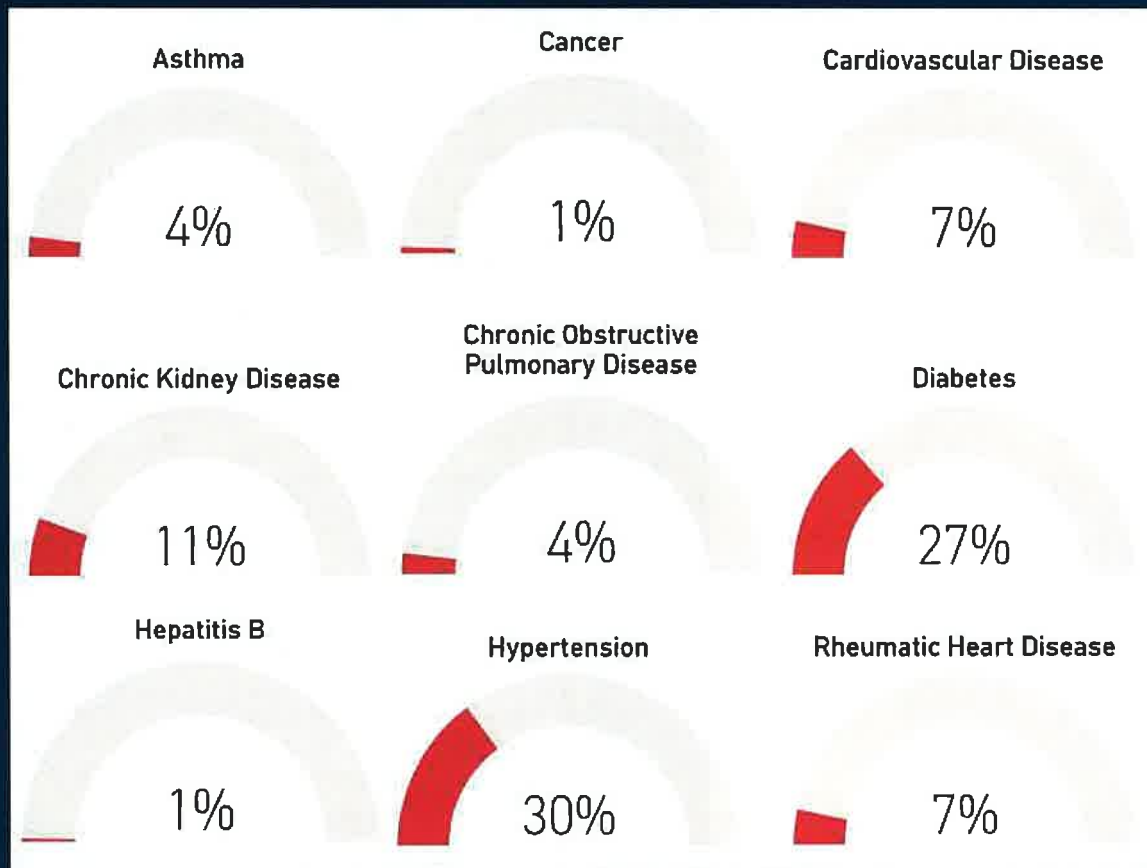 Asthma
4%
Cancer
1%
Cardiovascular Disease
7%
Chronic Kidney Disease
11%
Chronic Obstructive
Pulmonary Disease
4%
Diabetes
27%
Hepatitis B
1%
Hypertension
30%
Rheumatic Heart Disease
7%